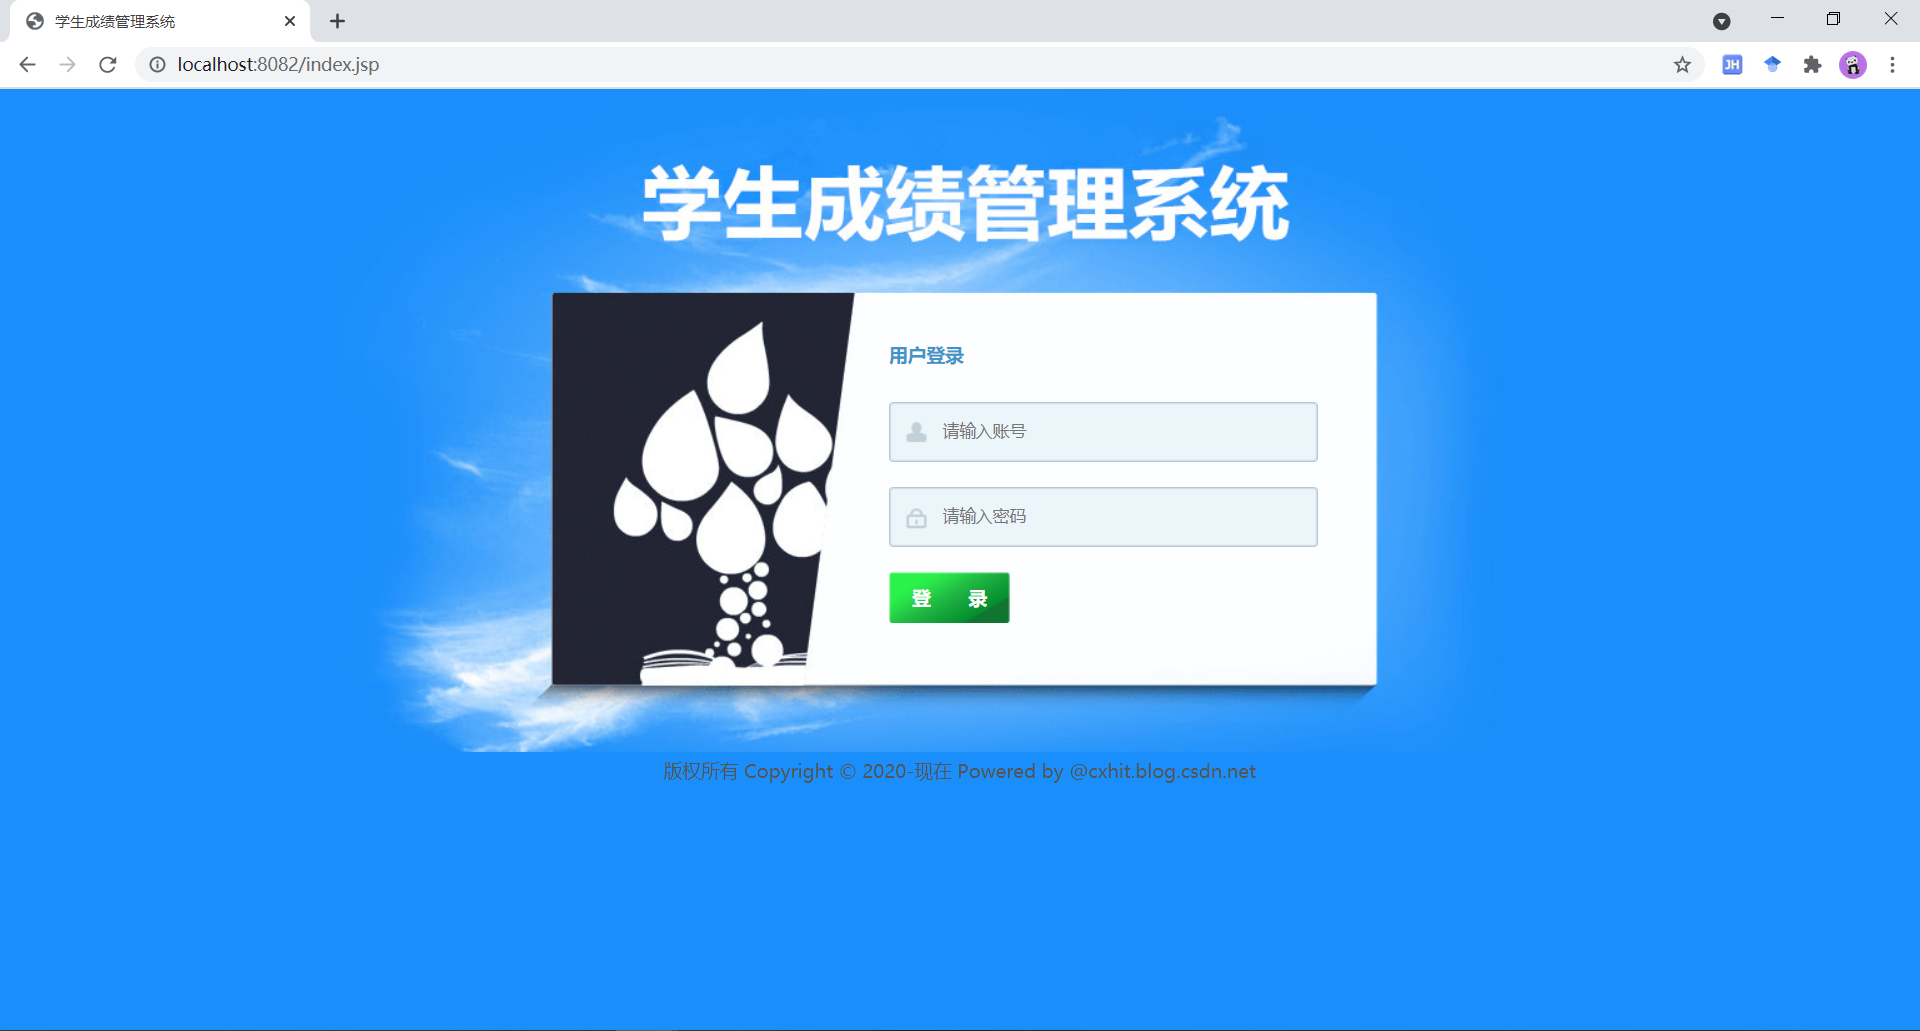 学生成绩管理系统
localhost:8082/index.jsp
JH
学生成绩管理系统
用户登录
请输入账号
请输入密码
登 录
版权所有 Copyright © 2020-现在 Powered by @cxhit.blog.csdn.net